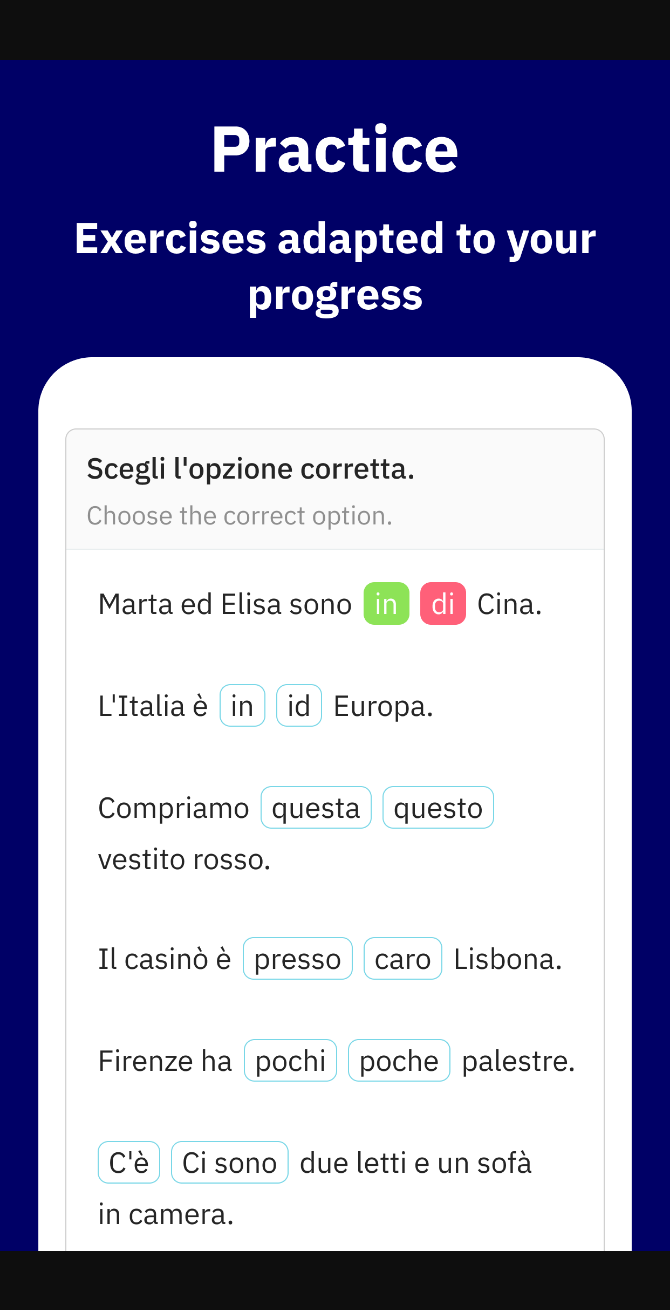 Practice
Exercises adapted to your
progress
Scegli l'opzione corretta.
Choose the correct option.
Marta ed Elisa sono in di Cina.
L'Italia è in id Europa.
Compriamo questa questo
vestito rosso.
Il casinò è presso caro Lisbona.
Firenze ha pochi poche palestre.
C'è Ci sono due letti e un sofà
in camera.